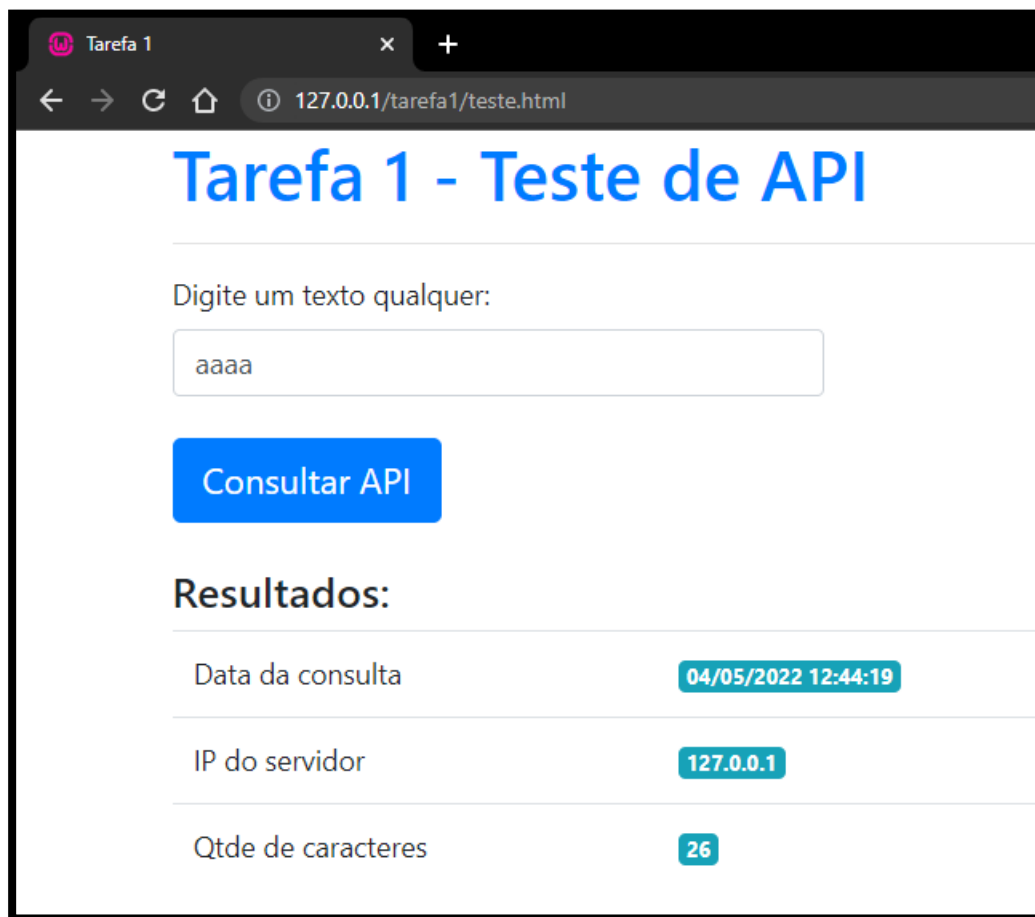 Tarefa 1
127.0.0.1/tarefa1/teste.html
Tarefa 1 - Teste de API
Digite um texto qualquer:
aaaa
Consultar API
Resultados:
Data da consulta 04/05/2022 12:44:19
IP do servidor 127.0.0.1
Qtde de caracteres 26